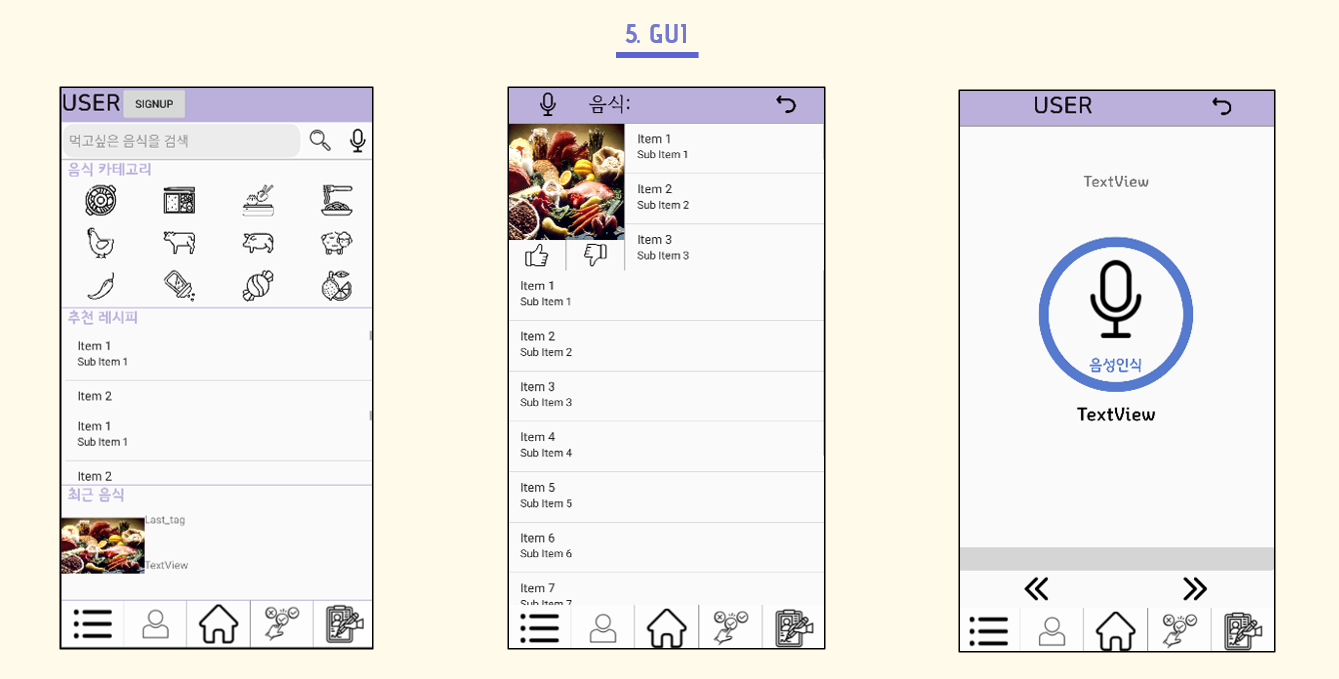 5. GUI
USER SIGNUP
먹고싶은 음식을 검색
음식 카테고리
추천 레시피
Item 1
Sub Item 1
Item 2
Item 1
Sub Item 1
Item 2
최근 음식
Last_tag
TextView
음식:
Item 1
Sub Item 1
Item 2
Sub Item 2
Item 3
Sub Item 3
Item 1
Sub Item 1
Item 2
Sub Item 2
Item 3
Sub Item 3
Item 4
Sub Item 4
Item 5
Sub Item 5
Item 6
Sub Item 6
Item 7
Sub Item 7
USER
TextView
음성인식
TextView